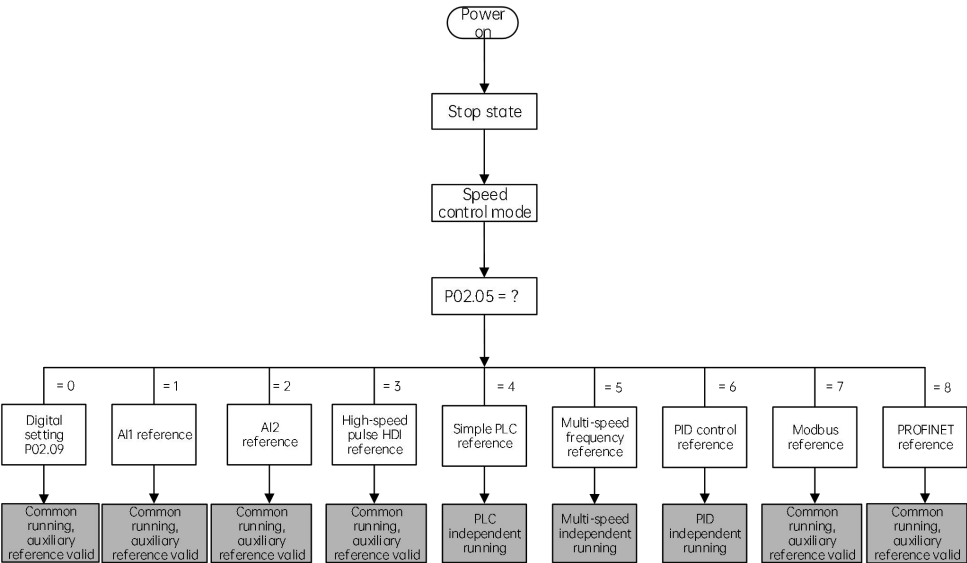 Power
on
Stop state
Speed
control mode
P02.05 = ?
= 0
= 1
= 2
= 3
= 4
= 5
= 6
= 7
= 8
Digital
setting
P02.09
AI1 reference
AI2
reference
High-speed
pulse HDI
reference
Simple PLC
reference
Multi-speed
frequency
reference
PID control
reference
Modbus
reference
PROFINET
reference
Common
running,
auxiliary
reference valid
Common
running,
auxiliary
reference valid
Common
running,
auxiliary
reference valid
Common
running,
auxiliary
reference valid
PLC
independent
running
Multi-speed
independent
running
PID
independent
running
Common
running,
auxiliary
reference valid
Common
running,
auxiliary
reference valid